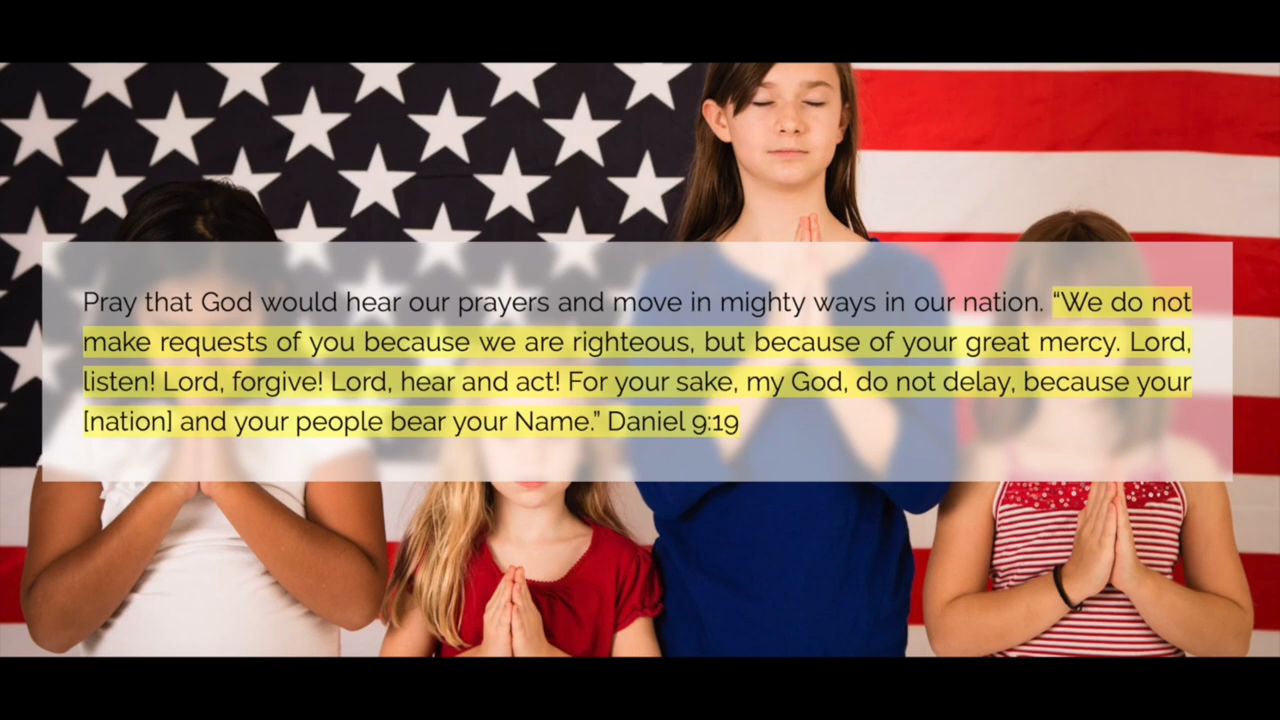 Pray that God would hear our prayers and move in mighty ways in our nation. “We do not
make requests of you because we are righteous, but because of your great mercy. Lord,
listen! Lord, forgive! Lord, hear and act! For your sake, my God, do not delay, because your
[nation] and your people bear your Name.” Daniel 9:19